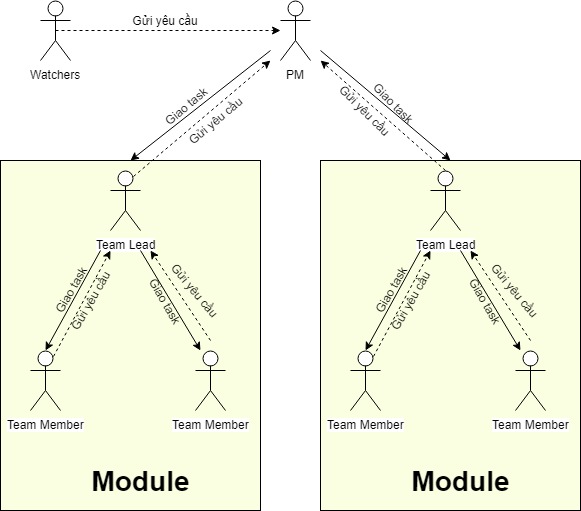 Gửi yêu cầu
Watchers
PM
Giao task
Gửi yêu cầu
Giao task
Gửi yêu cầu
Team Lead
Team Lead
Giao task
Gửi yêu cầu
Gửi yêu cầu
Giao task
Giao task
Gửi yêu cầu
Gửi yêu cầu
Giao task
Team Member
Team Member
Team Member
Team Member
Module
Module